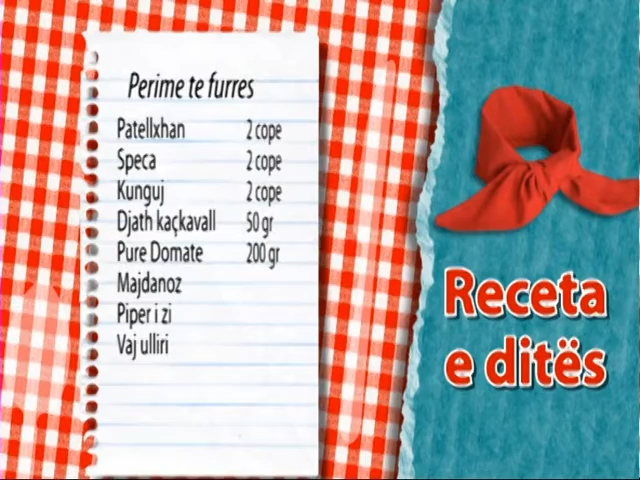 Perime te furres
Patellxhan 2 cope
Speca 2 cope
Kunguj 2 cope
Djath kaçkavall 50 gr
Pure Domate 200 gr
Majdanoz
Piper i zi
Vaj ulliri
Receta
e ditës